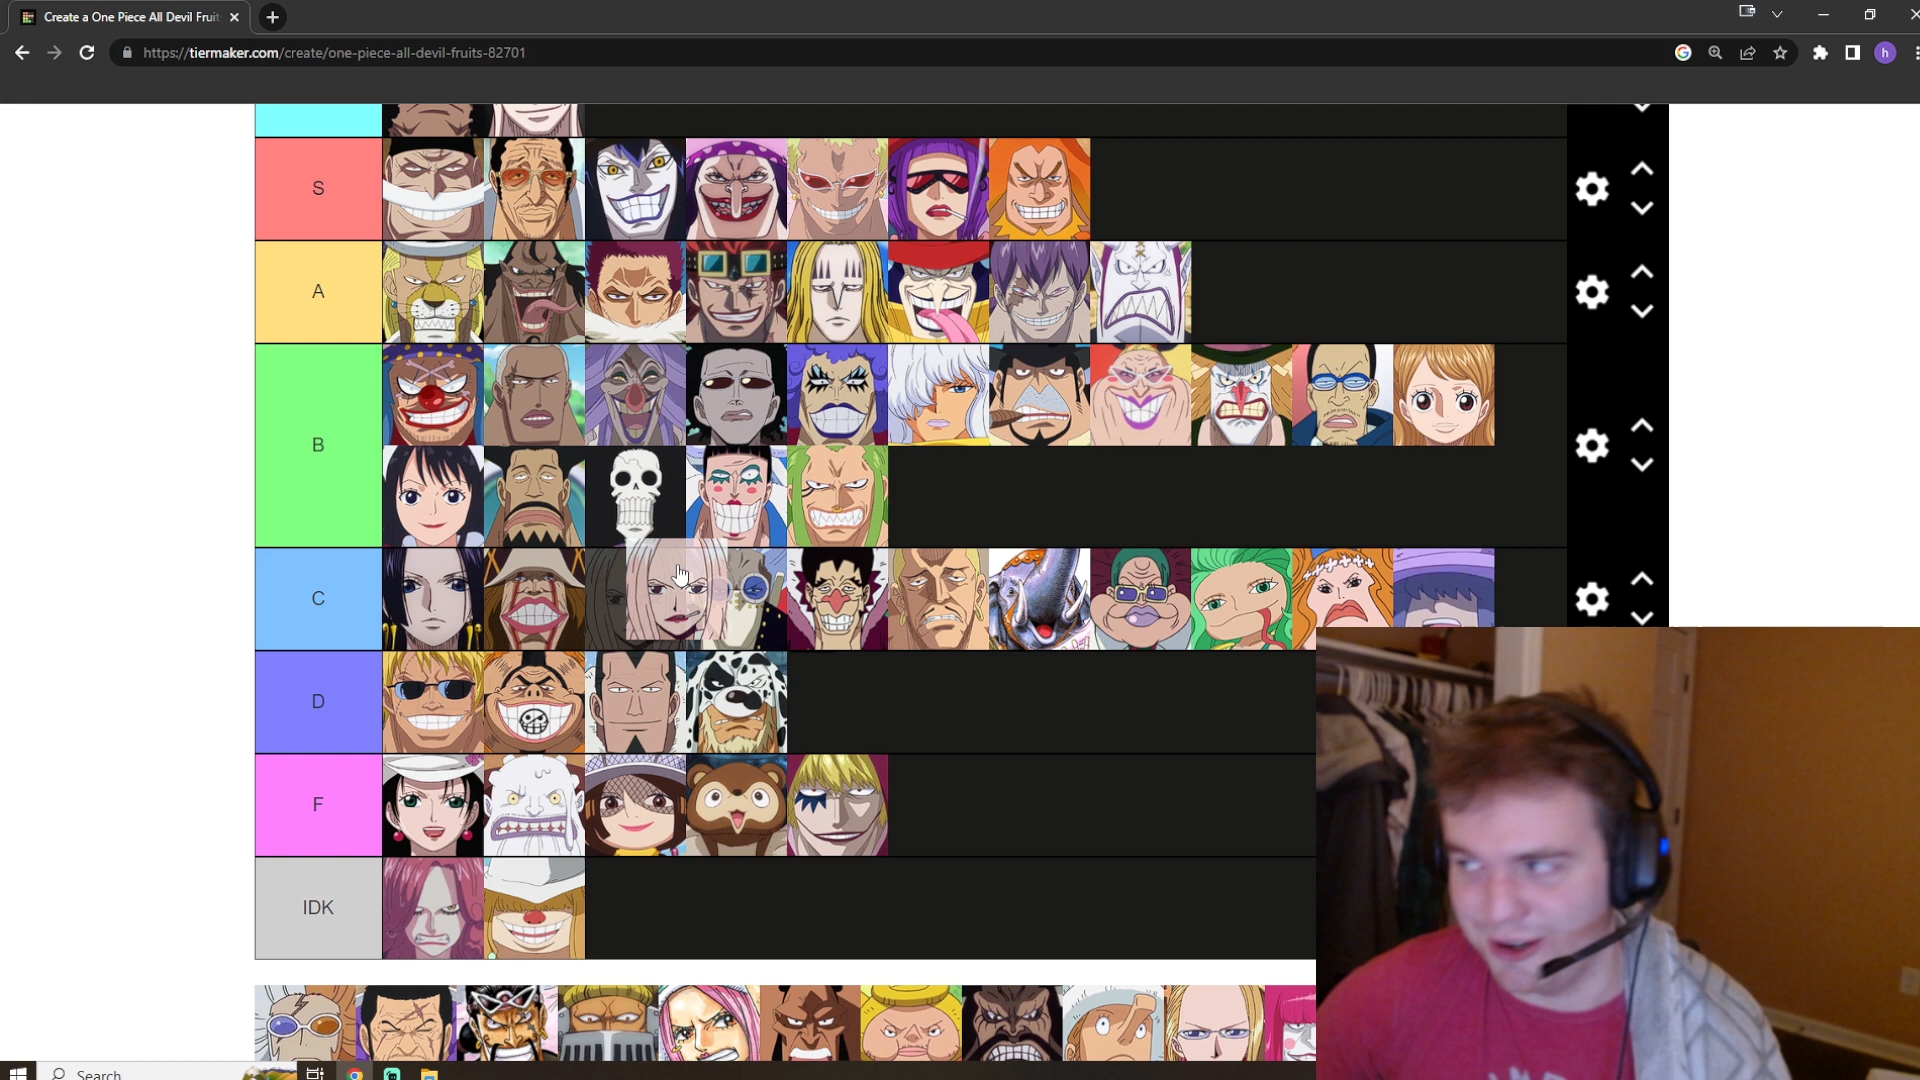 Create a One Piece All Devil Fruit
https://tiermaker.com/create/one-piece-all-devil-fruits-82701
h
S
A
B
C
D
F
IDK
Search